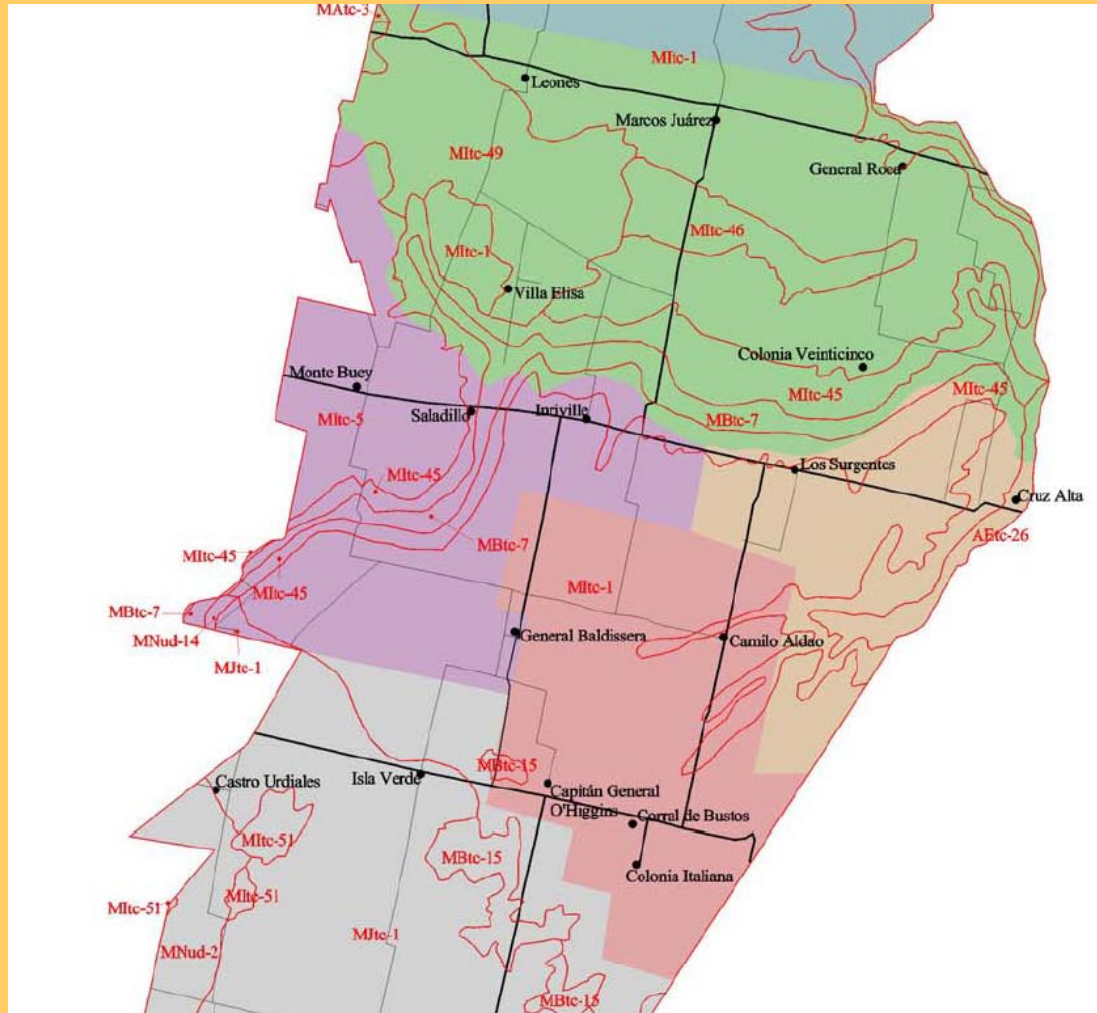 MAtc-3
MItc-1
Leones
Marcos Juárez
MItc-49
General Roca
MItc-46
MItc-1
Villa Elisa
Colonia Veinticinco
Monte Buey
MItc-45
MItc-45
MItc-5
Saladillo
Inriville
MBtc-7
Los Surgentes
MItc-45
Cruz Alta
MBtc-7
AEtc-26
MItc-45
MItc-45
MItc-1
MBtc-7
MNud-14
General Baldissera
Camilo Aldao
MJtc-1
MBtc-15
Castro Urdiales
Isla Verde
Capitán General
O'Higgins
Corral de Bustos
MItc-51
MBtc-15
Colonia Italiana
MItc-51
MItc-51
MJtc-1
MNud-2
MBtc-15